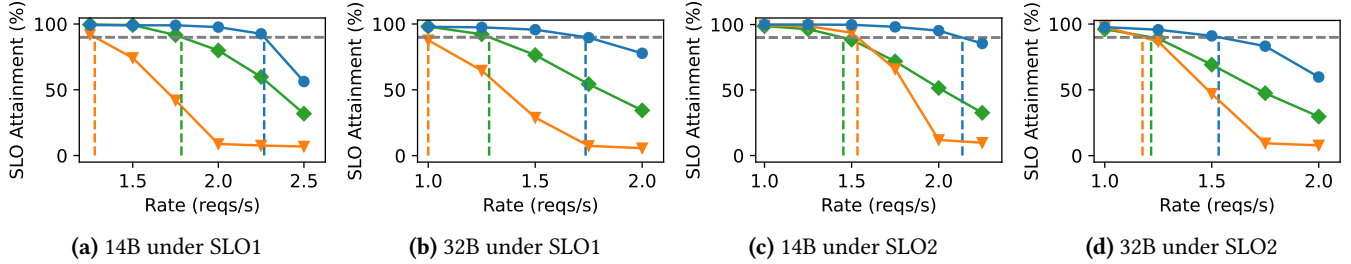 SLO Attainment (%)
100
50
0
1.5
2.0
2.5
Rate (reqs/s)
(a) 14B under SLO1
SLO Attainment (%)
100
50
0
1.0
1.5
2.0
Rate (reqs/s)
(b) 32B under SLO1
SLO Attainment (%)
100
50
0
1.0
1.5
2.0
Rate (reqs/s)
(c) 14B under SLO2
SLO Attainment (%)
100
50
0
1.0
1.5
2.0
Rate (reqs/s)
(d) 32B under SLO2